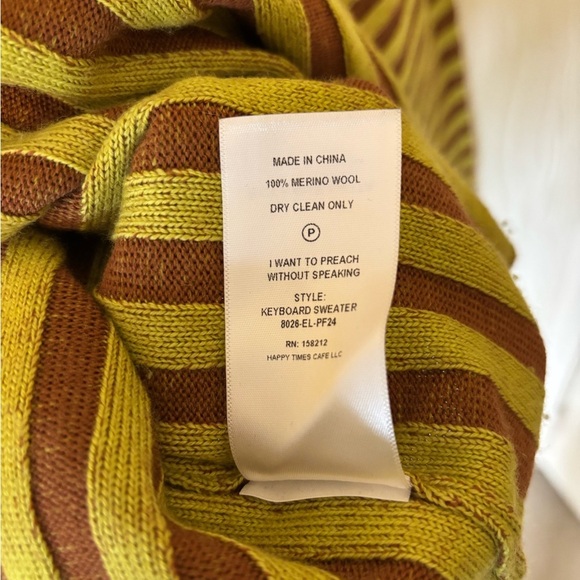 MADE IN CHINA
100% MERINO WOOL
DRY CLEAN ONLY
P
I WANT TO PREACH
WITHOUT SPEAKING
STYLE:
KEYBOARD SWEATER
8026-EL-PF24
RN: 158212
HAPPY TIMES CAFE LLC